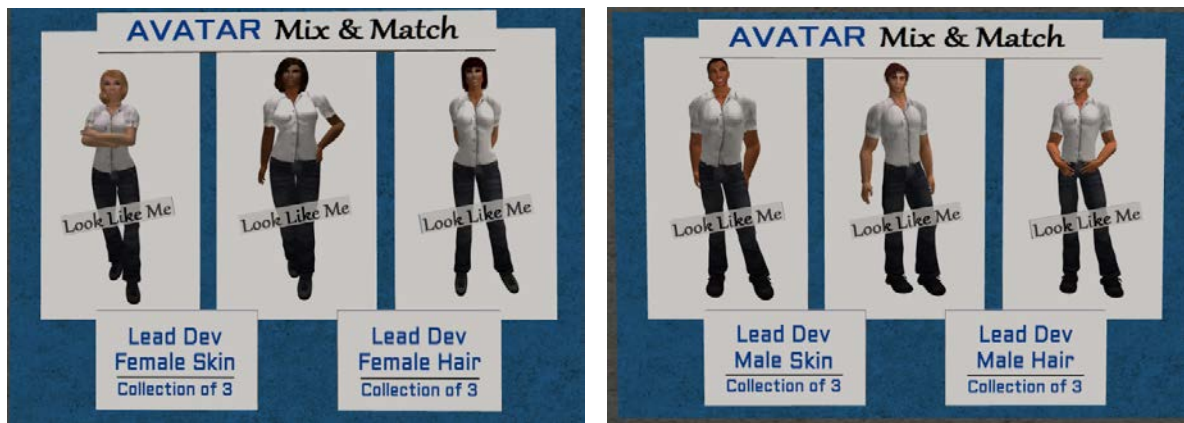 AVATAR Mix & Match
Look Like Me
Look Like Me
Look Like Me
Lead Dev
Female Skin
Collection of 3
Lead Dev
Female Hair
Collection of 3
AVATAR Mix & Match
Look Like Me
Look Like Me
Look Like Me
Lead Dev
Male Skin
Collection of 3
Lead Dev
Male Hair
Collection of 3